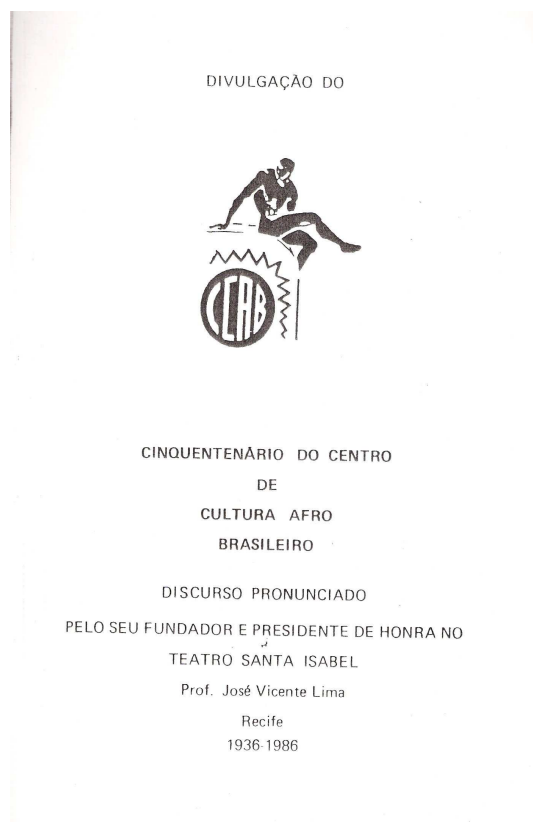 DIVULGAÇÃO DO
CCAB
CINQUENTENÁRIO DO CENTRO
DE
CULTURA AFRO
BRASILEIRO
DISCURSO PRONUNCIADO
PELO SEU FUNDADOR E PRESIDENTE DE HONRA NO
TEATRO SANTA ISABEL
Prof. José Vicente Lima
Recife
1936-1986